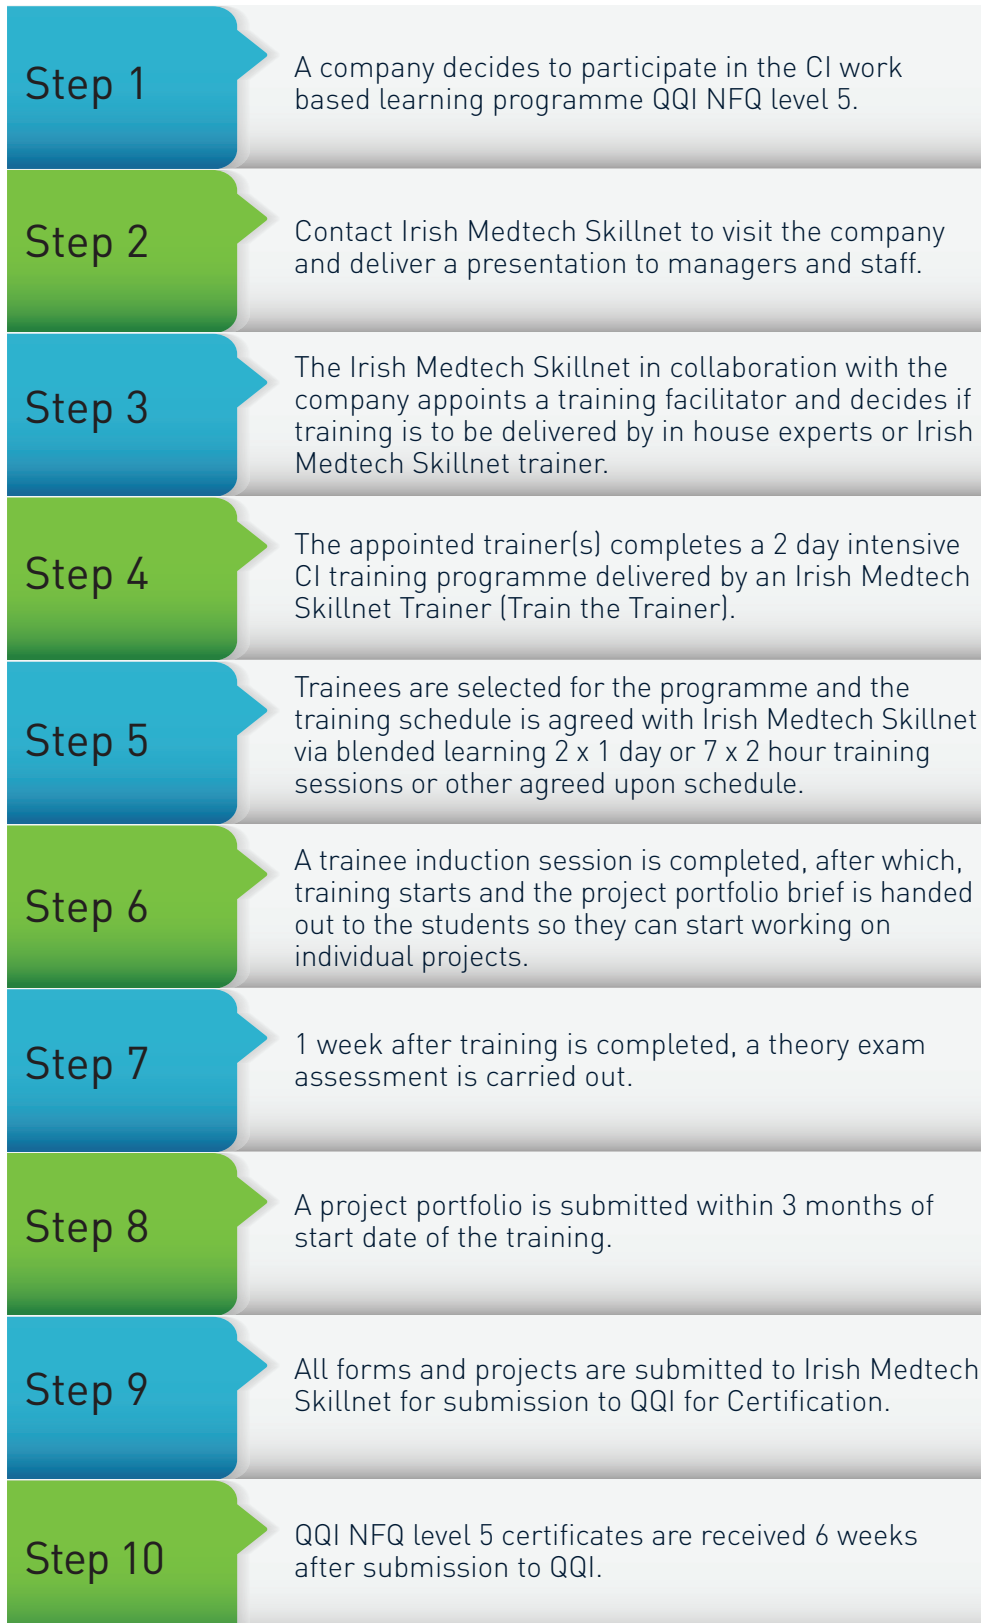 Step 1
A company decides to participate in the CI work
based learning programme QQI NFQ level 5.
Step 2
Contact Irish Medtech Skillnet to visit the company
and deliver a presentation to managers and staff.
Step 3
The Irish Medtech Skillnet in collaboration with the
company appoints a training facilitator and decides if
training is to be delivered by in house experts or Irish
Medtech Skillnet trainer.
Step 4
The appointed trainer(s) completes a 2 day intensive
CI training programme delivered by an Irish Medtech
Skillnet Trainer (Train the Trainer).
Step 5
Trainees are selected for the programme and the
training schedule is agreed with Irish Medtech Skillnet
via blended learning 2 x 1 day or 7 x 2 hour training
sessions or other agreed upon schedule.
Step 6
A trainee induction session is completed, after which,
training starts and the project portfolio brief is handed
out to the students so they can start working on
individual projects.
Step 7
1 week after training is completed, a theory exam
assessment is carried out.
Step 8
A project portfolio is submitted within 3 months of
start date of the training.
Step 9
All forms and projects are submitted to Irish Medtech
Skillnet for submission to QQI for Certification.
Step 10
QQI NFQ level 5 certificates are received 6 weeks
after submission to QQI.